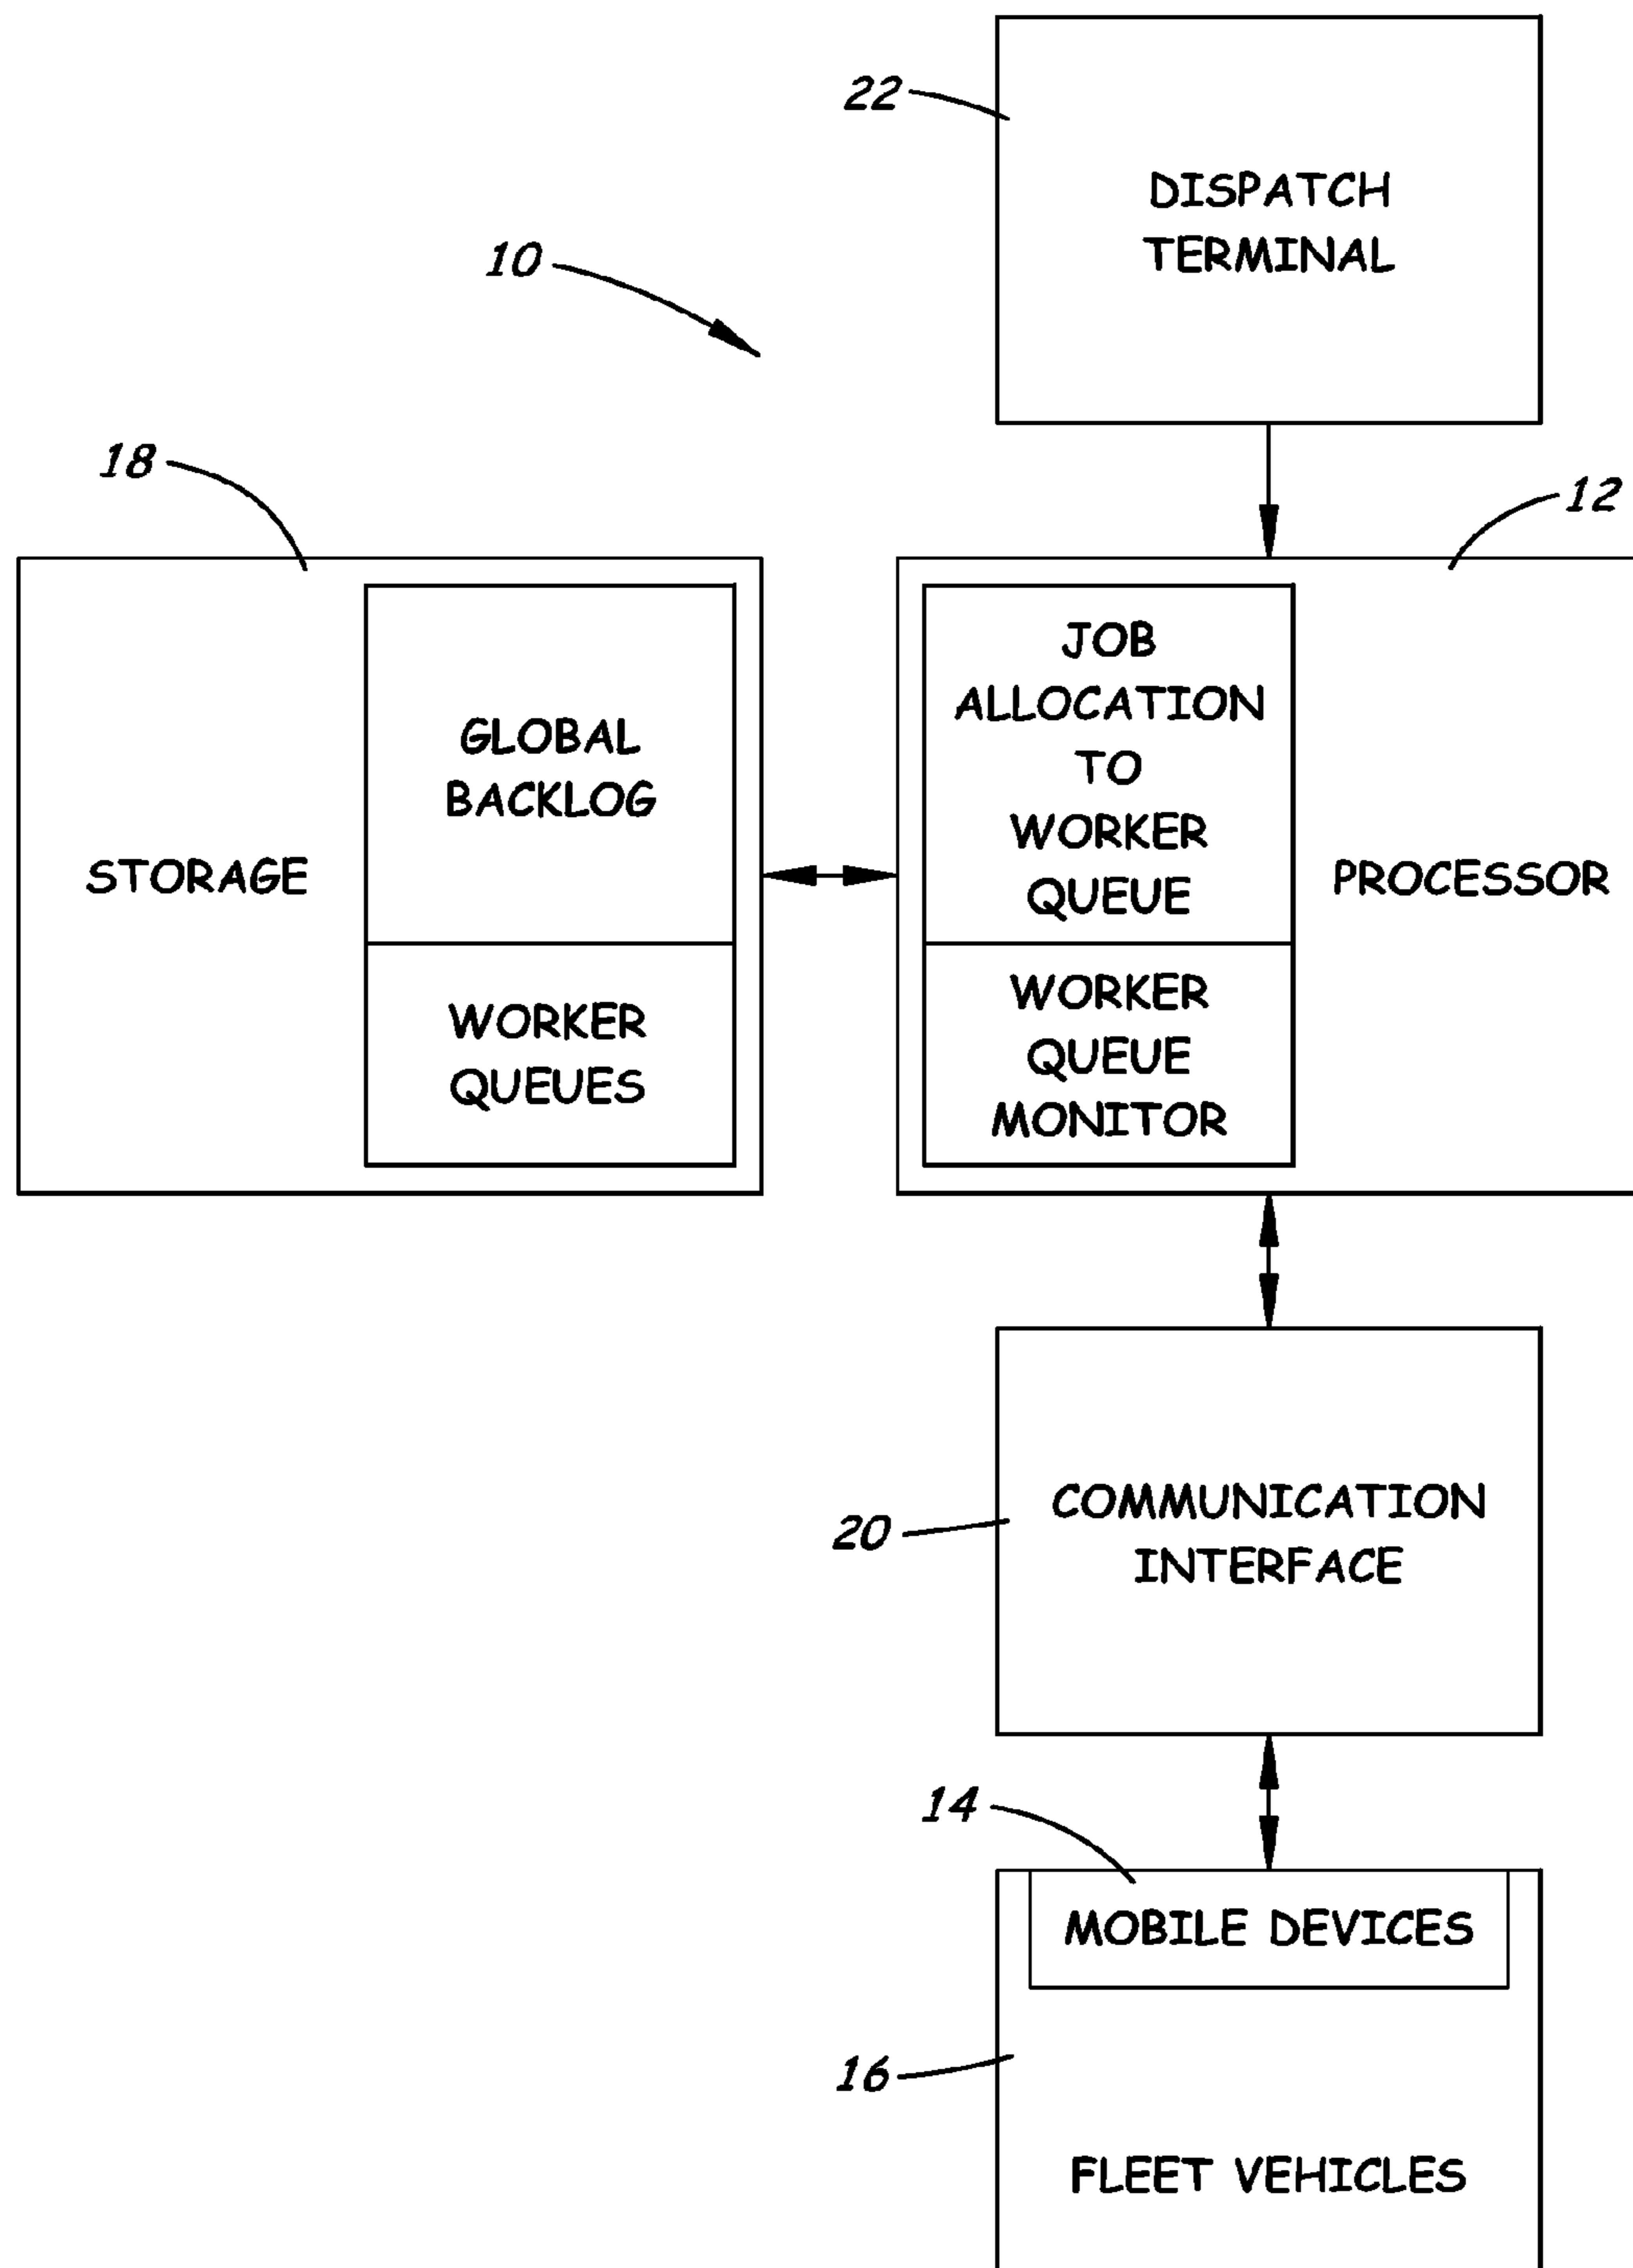 22
DISPATCH
TERMINAL
10
18
12
STORAGE
GLOBAL
BACKLOG
WORKER
QUEUES
JOB
ALLOCATION
TO
WORKER
QUEUE
WORKER
QUEUE
MONITOR
PROCESSOR
20
COMMUNICATION
INTERFACE
14
MOBILE DEVICES
16
FLEET VEHICLES